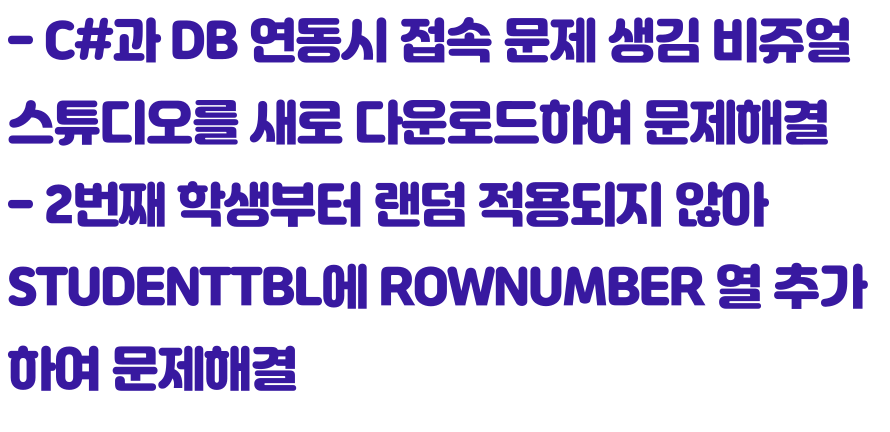 - C#과 DB 연동시 접속 문제 생김 비쥬얼
스튜디오를 새로 다운로드하여 문제해결
- 2번째 학생부터 랜덤 적용되지 않아
STUDENTTBL에 ROWNUMBER 열 추가
하여 문제해결